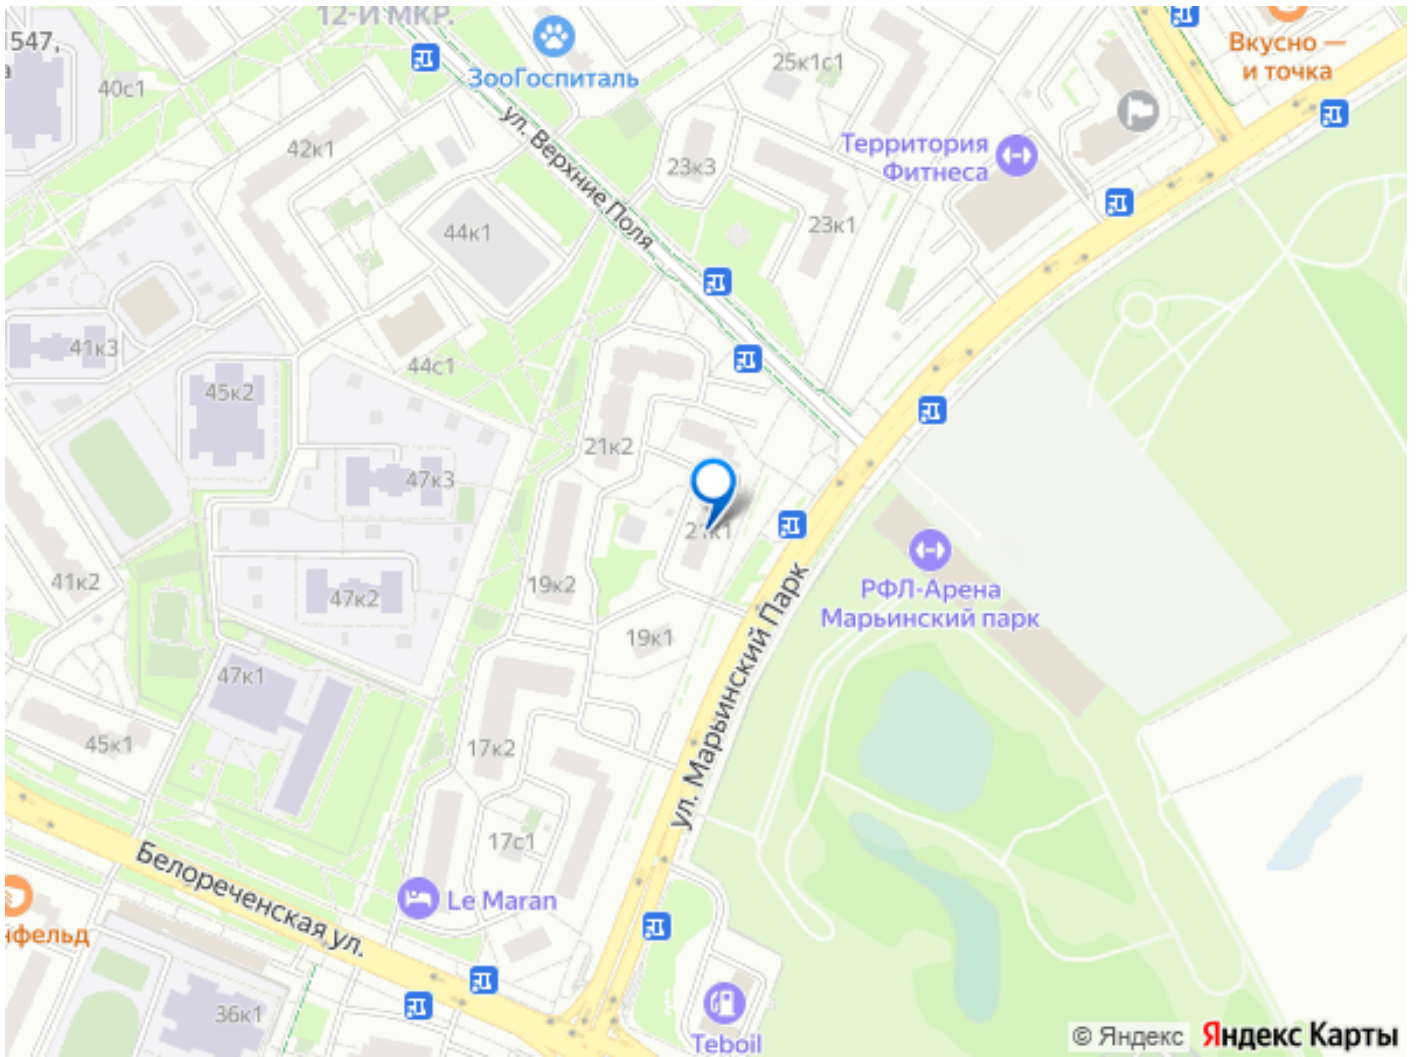 12-Й МКР.
547,
а
40с1
ЗооГоспиталь
25к1с1
Вкусно —
и точка
42к1
ул. Верхние Поля
23к3
Территория
Фитнеса
44к1
23к1
41к3
44с1
45к2
21к2
47к3
21к1
41к2
47к2
19к2
РФЛ-Арена
Марьинский парк
19к1
47к1
ул. Марьинский Парк
45к1
17к2
17с1
Белореченская ул.
Le Maran
нфельд
36к1
Teboil
© Яндекс
Яндекс Карты